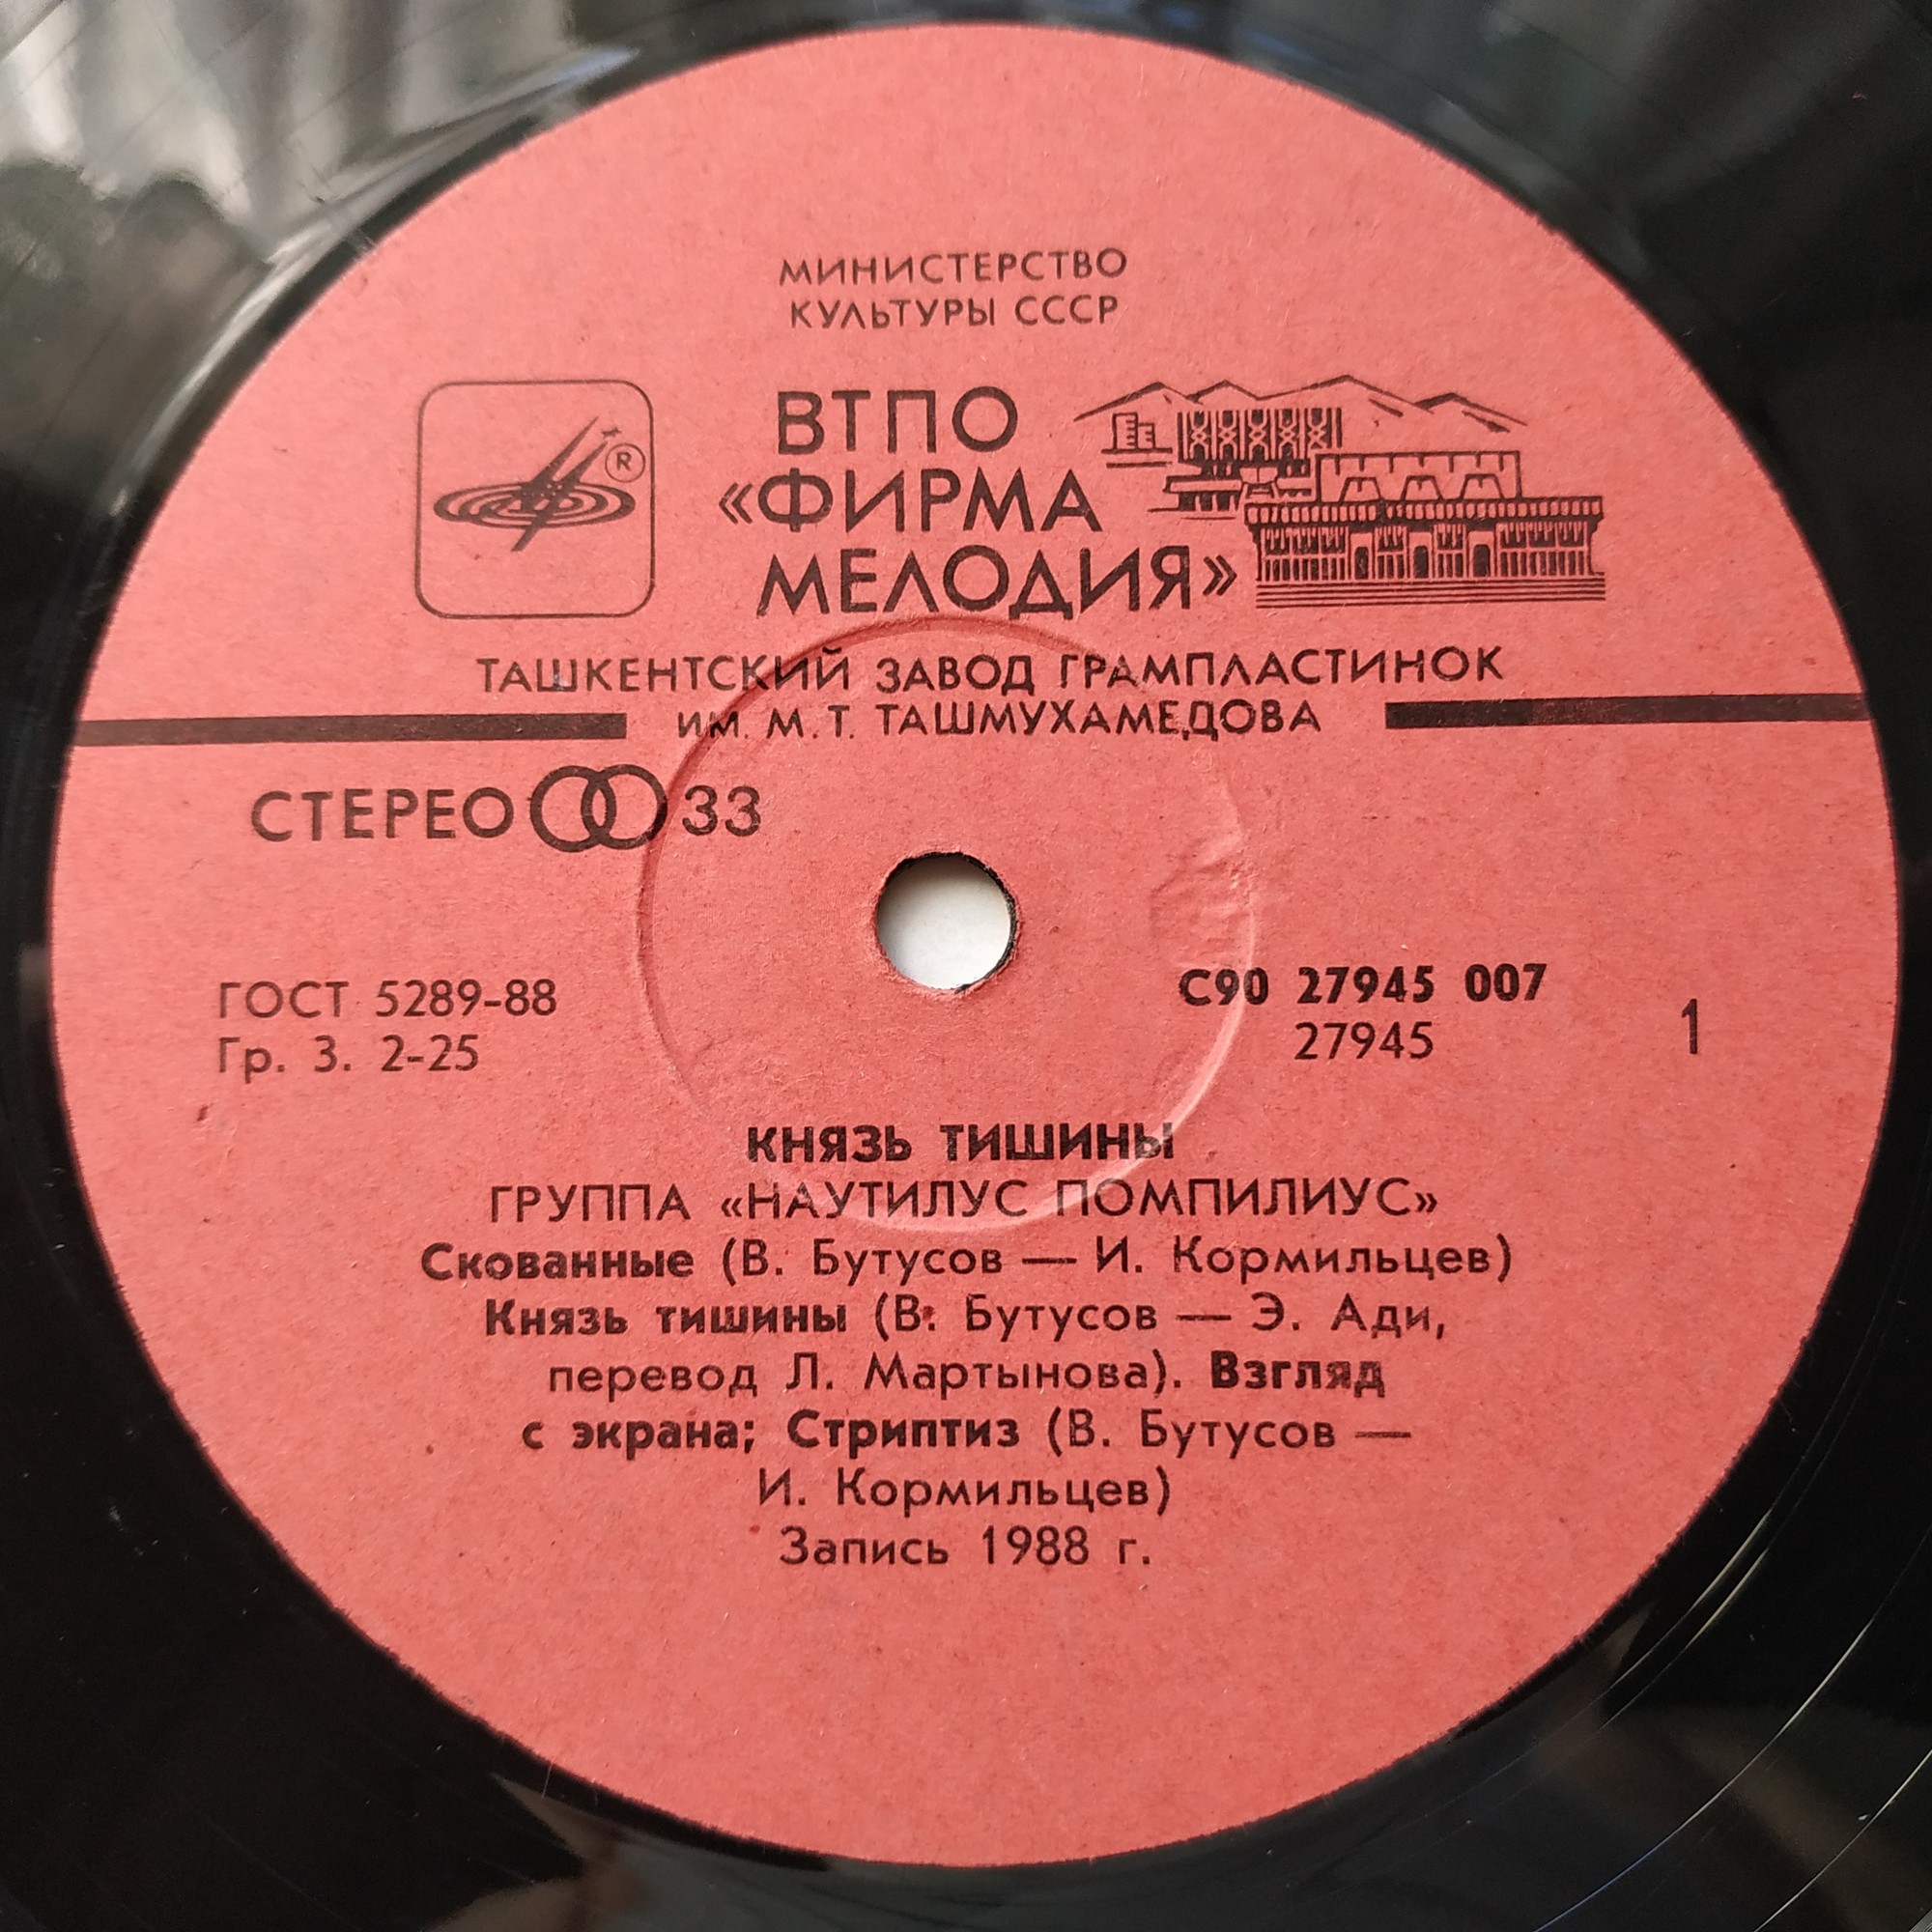 МИНИСТЕРСТВО
КУЛЬТУРЫ СССР
ВТПО
«ФИРМА
МЕЛОДИЯ»
®
ТАШКЕНТСКИЙ ЗАВОД ГРАМПЛАСТИНОК
ИМ. М. Т. ТАШМУХАМЕДОВА
СТЕРЕО 33
ГОСТ 5289-88
Гр. 3. 2-25
С90 27945 007
27945
1
КНЯЗЬ ТИШИНЫ
ГРУППА «НАУТИЛУС ПОМПИЛИУС»
Скованные (В. Бутусов — И. Кормильцев)
Князь тишины (В. Бутусов — Э. Ади,
перевод Л. Мартынова). Взгляд
с экрана; Стриптиз (В. Бутусов —
И. Кормильцев)
Запись 1988 г.